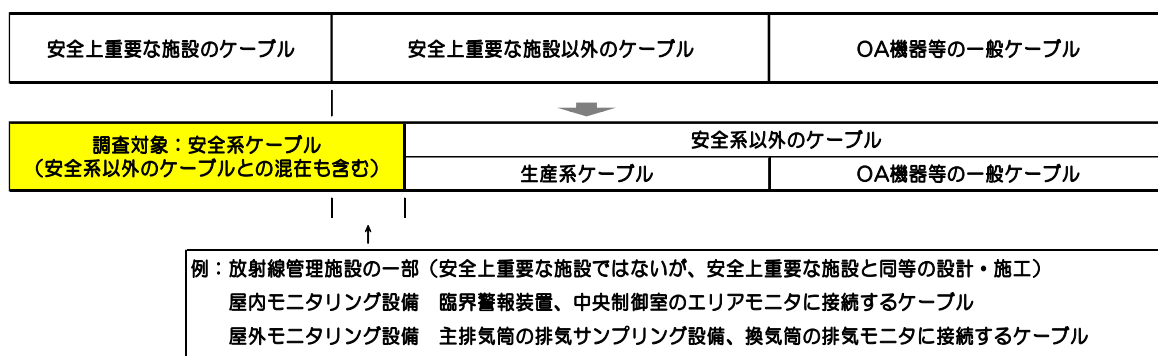 安全上重要な施設のケーブル
安全上重要な施設以外のケーブル
OA機器等の一般ケーブル
調査対象：安全系ケーブル
（安全系以外のケーブルとの混在も含む）
安全系以外のケーブル
生産系ケーブル
OA機器等の一般ケーブル
例：放射線管理施設の一部（安全上重要な施設ではないが、安全上重要な施設と同等の設計・施工）
屋内モニタリング設備　臨界警報装置、中央制御室のエリアモニタに接続するケーブル
屋外モニタリング設備　主排気筒の排気サンプリング設備、換気筒の排気モニタに接続するケーブル